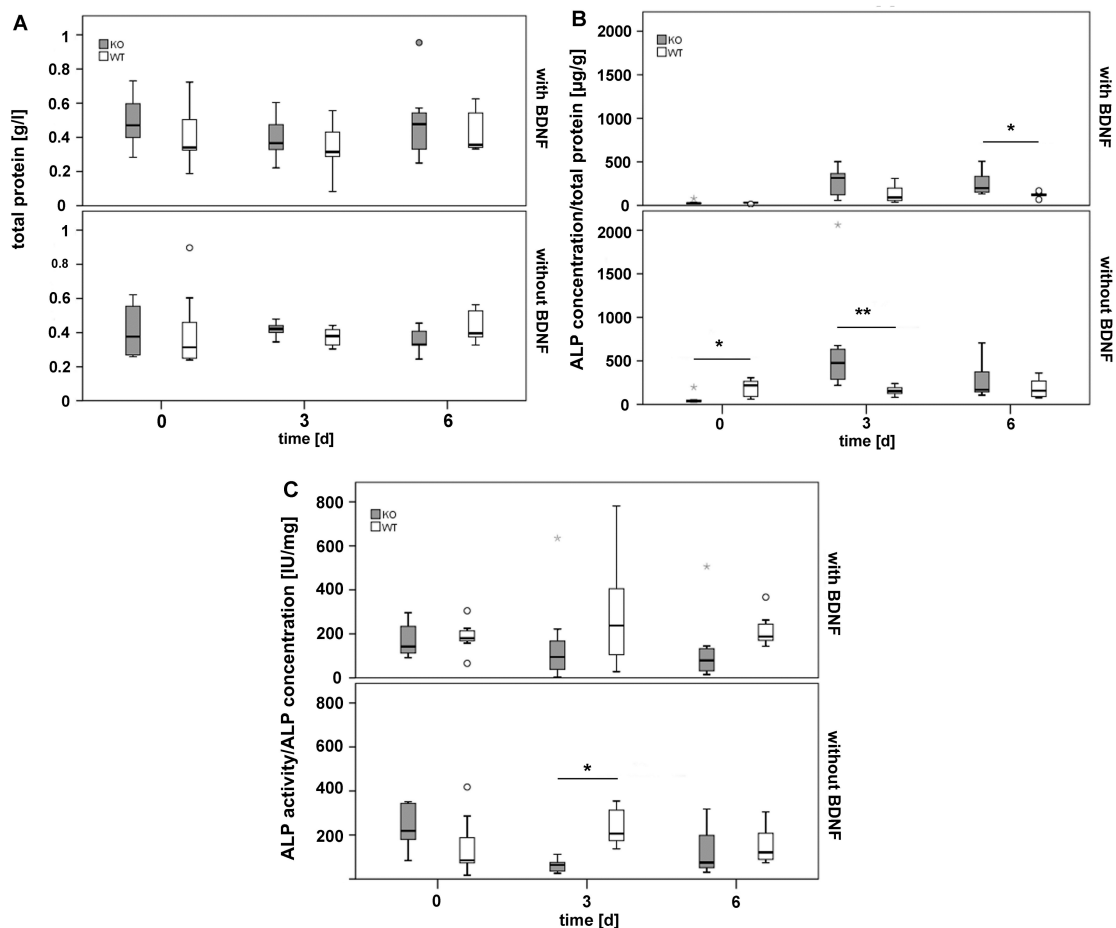 A
KO
WT
1
0.8
0.6
0.4
0.2
0
with BDNF
1
0.8
0.6
0.4
0.2
0
without BDNF
total protein [g/l]
0 3 6
time [d]
B
KO
WT
2000
1500
1000
500
0
*
with BDNF
2000
1500
1000
500
0
*
**
without BDNF
ALP concentration/total protein [µg/g]
0 3 6
time [d]
C
KO
WT
800
600
400
200
0
with BDNF
800
600
400
200
*
without BDNF
ALP activity/ALP concentration [IU/mg]
0 3 6
time [d]